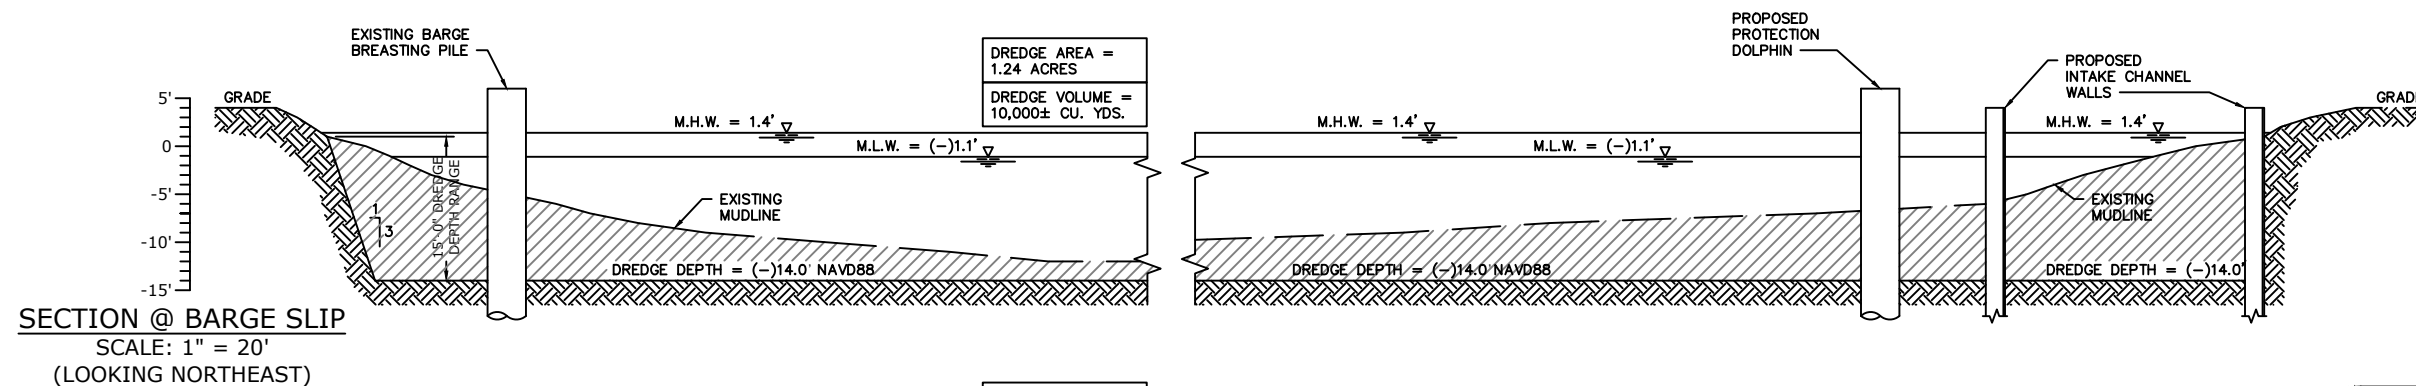 EXISTING BARGE
BREASTING PILE
DREDGE AREA =
1.24 ACRES
DREDGE VOLUME =
10,000± CU. YDS.
PROPOSED
PROTECTION
DOLPHIN
PROPOSED
INTAKE CHANNEL
WALLS
5'
0
-5'
-10'
-15'
GRADE
GRADE
M.H.W. = 1.4'
M.L.W. = (-)1.1'
M.H.W. = 1.4'
M.L.W. = (-)1.1'
M.H.W. = 1.4'
15'-0" DREDGE
DEPTH RANGE
1
3
EXISTING
MUDLINE
EXISTING
MUDLINE
DREDGE DEPTH = (-)14.0' NAVD88
DREDGE DEPTH = (-)14.0' NAVD88
DREDGE DEPTH = (-)14.0'
SECTION @ BARGE SLIP
SCALE: 1" = 20'
(LOOKING NORTHEAST)